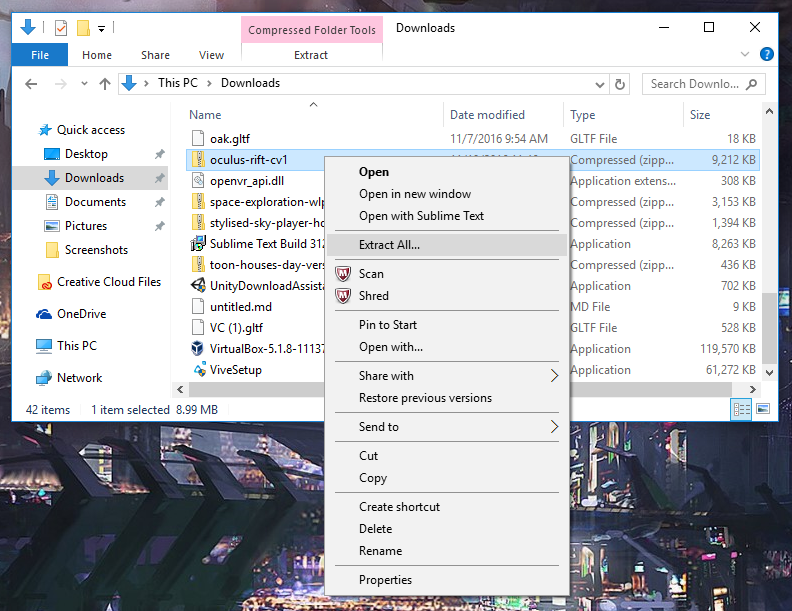 Compressed Folder Tools
Downloads
File
Home
Share
View
Extract
This PC
Downloads
Search Downlo...
Name
Date modified
Type
Size
Quick access
Desktop
Downloads
Documents
Pictures
Screenshots
Creative Cloud Files
OneDrive
This PC
Network
oak.gltf 11/7/2016 9:54 AM GLTF File 18 KB
oculus-rift-cv1 Compressed (zipp... 9,212 KB
openvr_api.dll Application extens... 308 KB
space-exploration-wlp Compressed (zipp... 3,153 KB
stylised-sky-player-ho Compressed (zipp... 1,394 KB
Sublime Text Build 312 Application 8,263 KB
toon-houses-day-vers Compressed (zipp... 436 KB
UnityDownloadAssista Application 702 KB
untitled.md MD File 9 KB
VC (1).gltf GLTF File 528 KB
VirtualBox-5.1.8-11137 Application 119,570 KB
ViveSetup Application 61,272 KB
Open
Open in new window
Open with Sublime Text
Extract All...
Scan
Shred
Pin to Start
Open with...
Share with
Restore previous versions
Send to
Cut
Copy
Create shortcut
Delete
Rename
Properties
42 items
1 item selected 8.99 MB